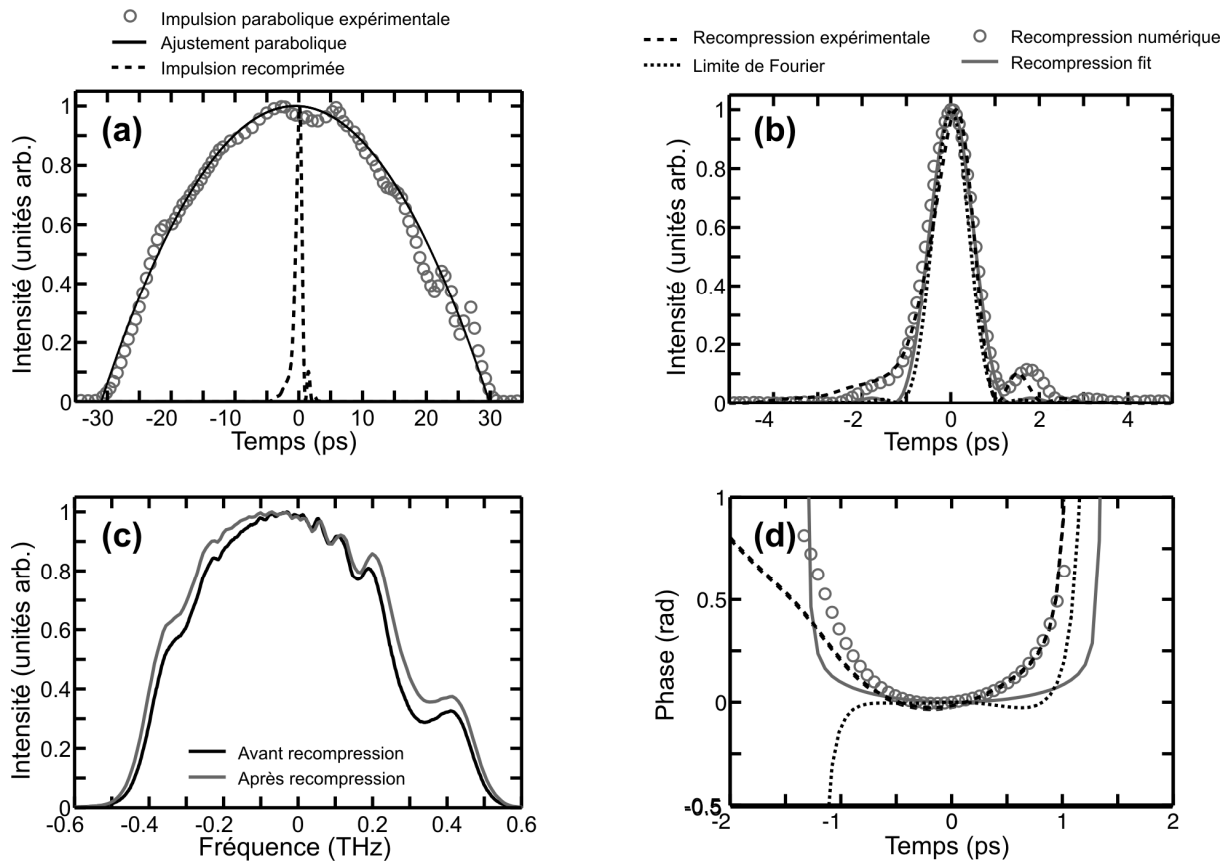 Impulsion parabolique expérimentale
Ajustement parabolique
Impulsion recomprimée
(a)
Intensité (unités arb.)
1
0.8
0.6
0.4
0.2
0
-30 -20 -10 0 10 20 30
Temps (ps)
Recompression expérimentale
Recompression numérique
Limite de Fourier
Recompression fit
(b)
Intensité (unités arb.)
1
0.8
0.6
0.4
0.2
0
-4 -2 0 2 4
Temps (ps)
(c)
Intensité (unités arb.)
1
0.8
0.6
0.4
0.2
0
Avant recompression
Après recompression
-0.6 -0.4 -0.2 0 0.2 0.4 0.6
Fréquence (THz)
(d)
Phase (rad)
1
0.5
0
-0.5
-2 -1 0 1 2
Temps (ps)